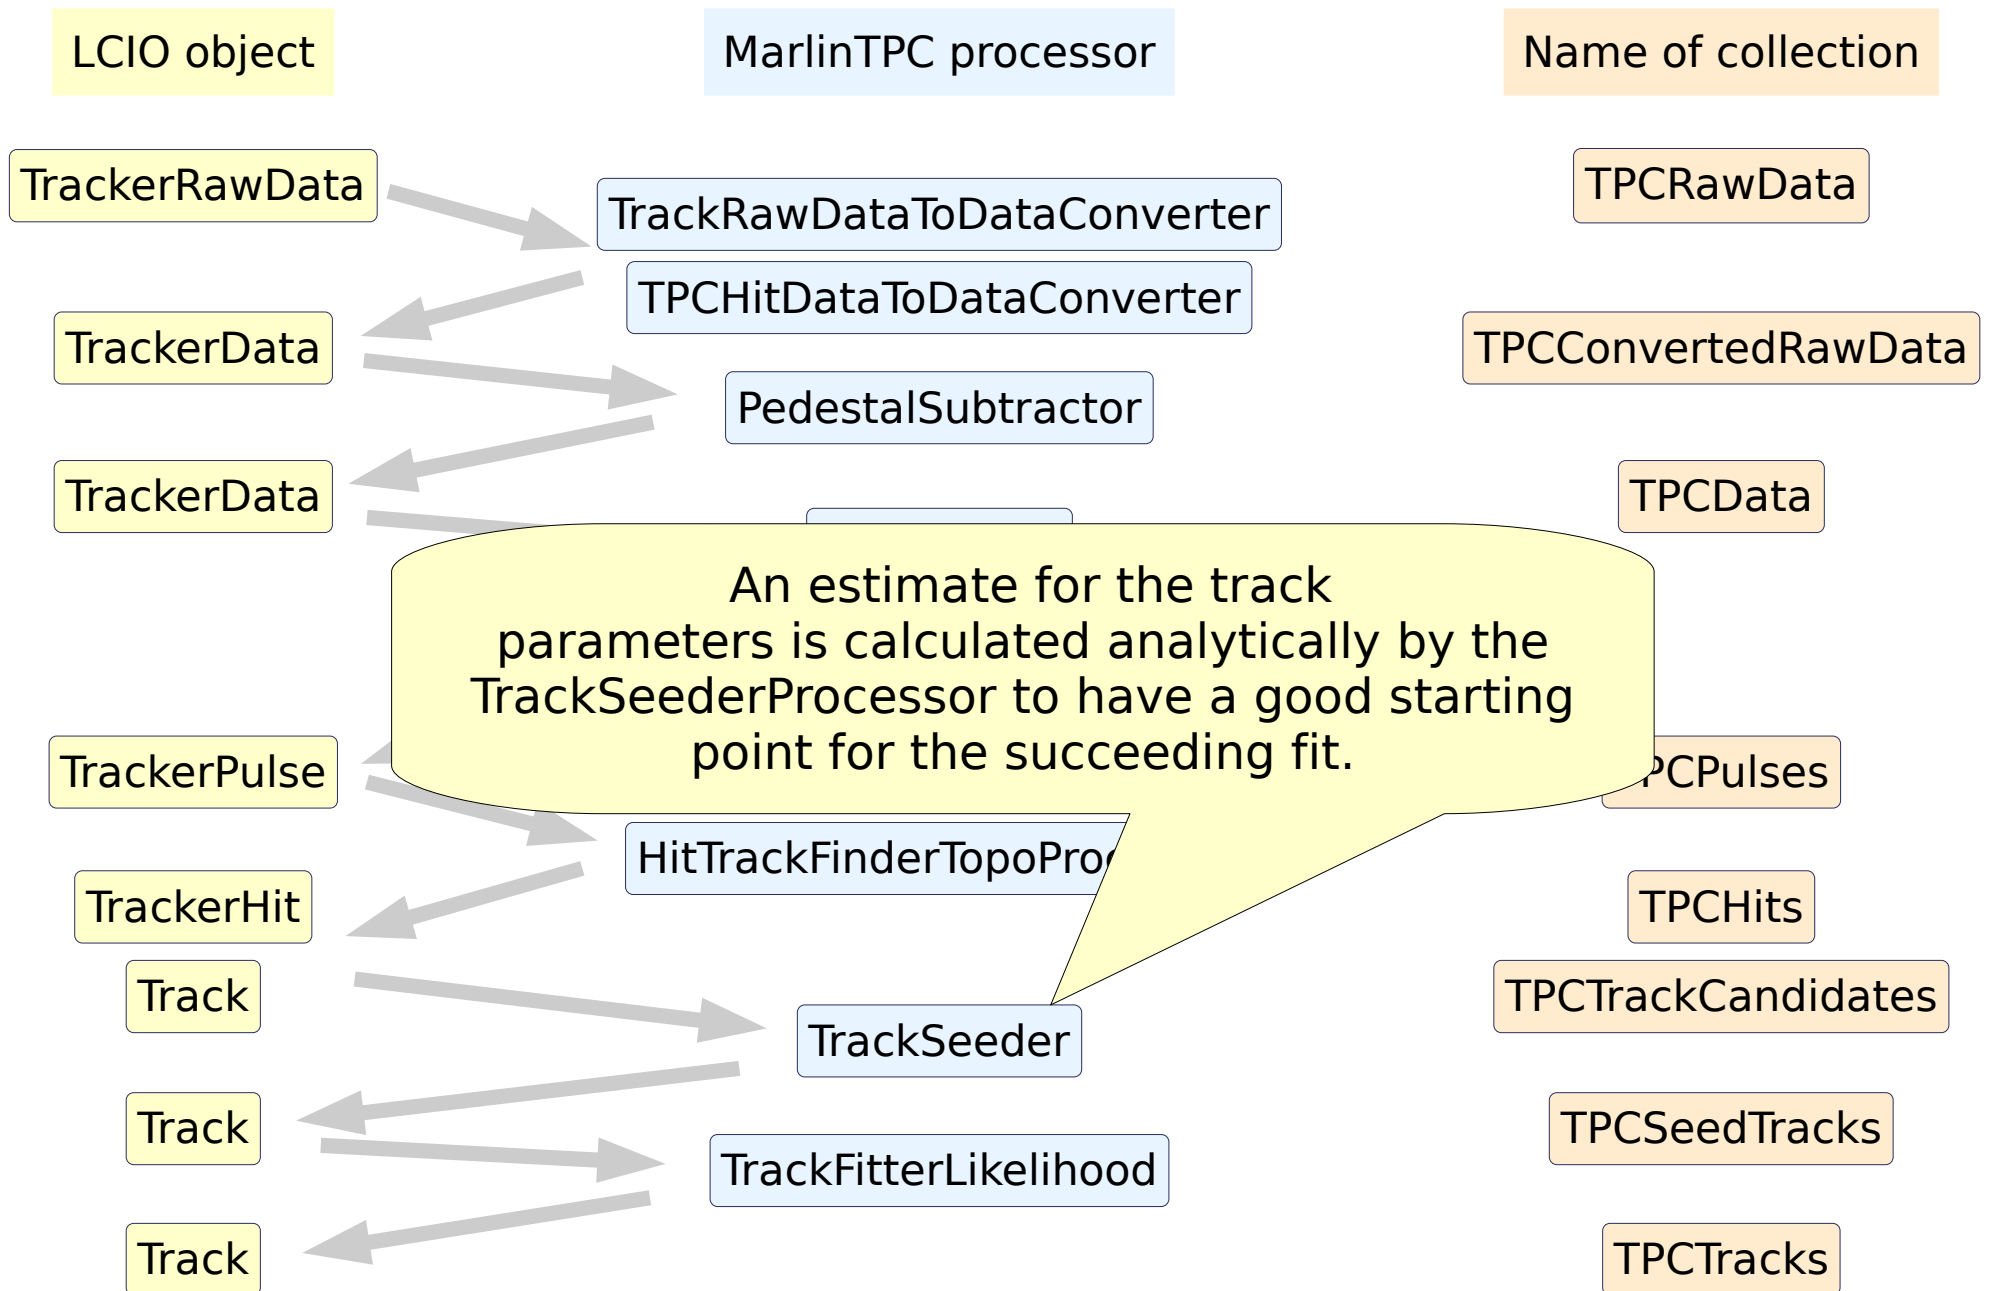 LCIO object
MarlinTPC processor
Name of collection
TrackerRawData
TPCRawData
TrackRawDataToDataConverter
TPCHitDataToDataConverter
TrackerData
TPCConvertedRawData
PedestalSubtractor
TrackerData
TPCData
An estimate for the track
parameters is calculated analytically by the
TrackSeederProcessor to have a good starting
point for the succeeding fit.
TrackerPulse
PCPulses
HitTrackFinderTopoProc
TrackerHit
TPCHits
Track
TPCTrackCandidates
TrackSeeder
Track
TPCSeedTracks
TrackFitterLikelihood
Track
TPCTracks